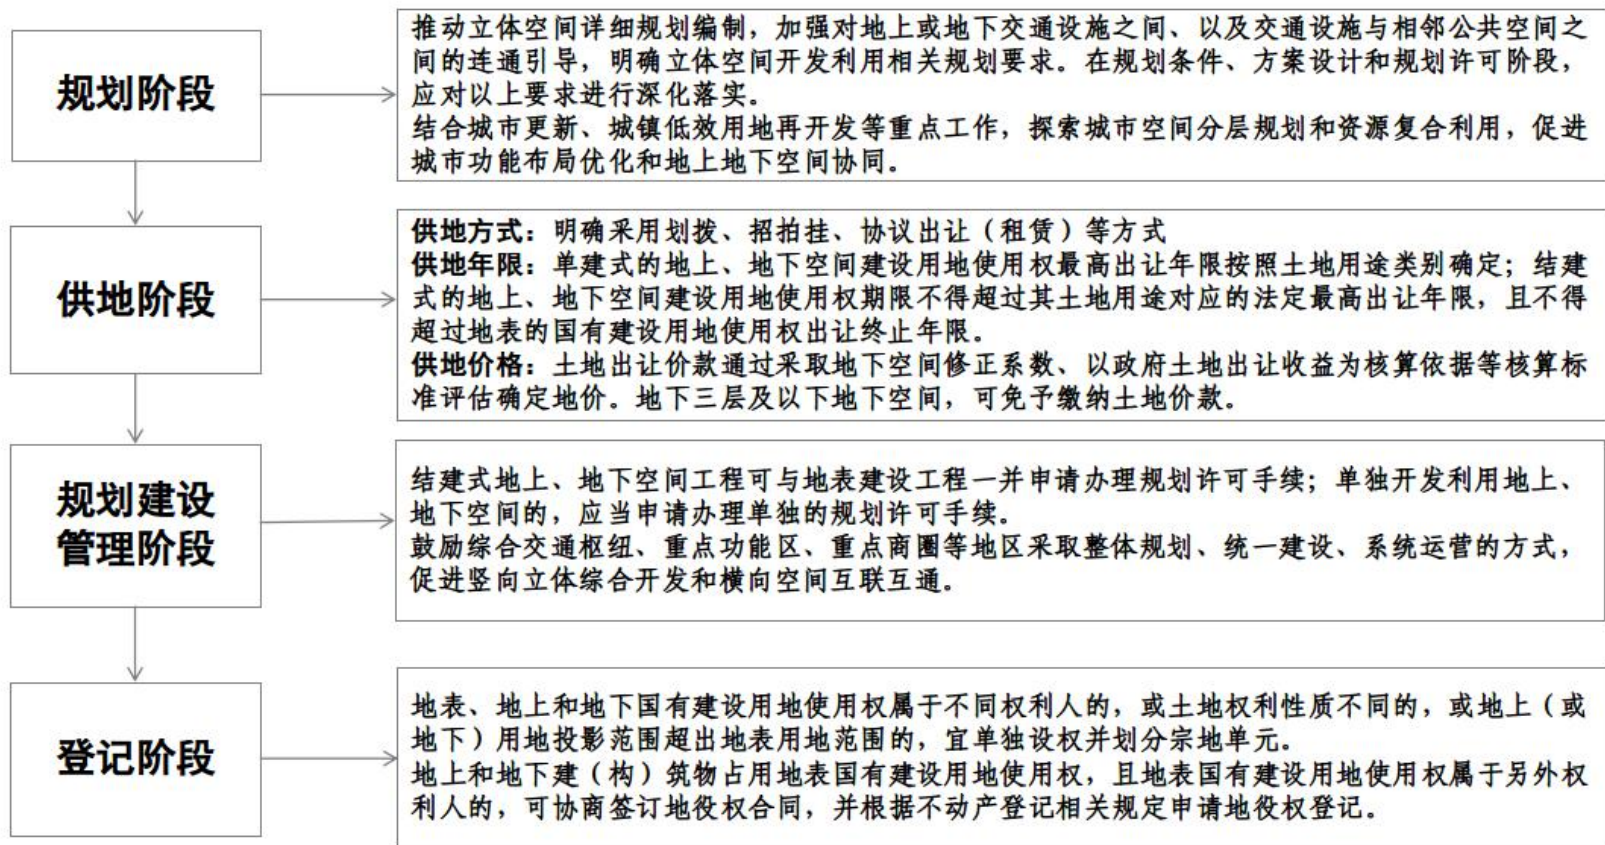 规划阶段
推动立体空间详细规划编制，加强对地上或地下交通设施之间、以及交通设施与相邻公共空间之
间的连通引导，明确立体空间开发利用相关规划要求。在规划条件、方案设计和规划许可阶段，
应对以上要求进行深化落实。
结合城市更新、城镇低效用地再开发等重点工作，探索城市空间分层规划和资源复合利用，促进
城市功能布局优化和地上地下空间协同。
供地阶段
供地方式：明确采用划拨、招拍挂、协议出让（租赁）等方式
供地年限：单建式的地上、地下空间建设用地使用权最高出让年限按照土地用途类别确定；结建
式的地上、地下空间建设用地使用权期限不得超过其土地用途对应的法定最高出让年限，且不得
超过地表的国有建设用地使用权出让终止年限。
供地价格：土地出让价款通过采取地下空间修正系数、以政府土地出让收益为核算依据等核算标
准评估确定地价。地下三层及以下地下空间，可免予缴纳土地价款。
规划建设
管理阶段
结建式地上、地下空间工程可与地表建设工程一并申请办理规划许可手续；单独开发利用地上、
地下空间的，应当申请办理单独的规划许可手续。
鼓励综合交通枢纽、重点功能区、重点商圈等地区采取整体规划、统一建设、系统运营的方式，
促进竖向立体综合开发和横向空间互联互通。
登记阶段
地表、地上和地下国有建设用地使用权属于不同权利人的，或土地权利性质不同的，或地上（或
地下）用地投影范围超出地表用地范围的，宜单独设权并划分宗地单元。
地上和地下建（构）筑物占用地表国有建设用地使用权，且地表国有建设用地使用权属于另外权
利人的，可协商签订地役权合同，并根据不动产登记相关规定申请地役权登记。